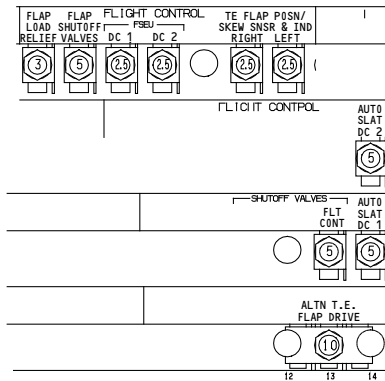 FLIGHT CONTROL
FLAP LOAD RELIEF
FLAP SHUTOFF VALVES
FSEU
DC 1 DC 2
TE FLAP POSN/
SKEW SNSR & IND
RIGHT LEFT
3 5 2.5 2.5 2.5 2.5
FLICIIT CONTPOL
AUTO
SLAT
DC 2
5
SHUTOFF VALVES
FLT
CONT
AUTO
SLAT
DC 1
5 5
ALTN T.E.
FLAP DRIVE
10
12 13 14